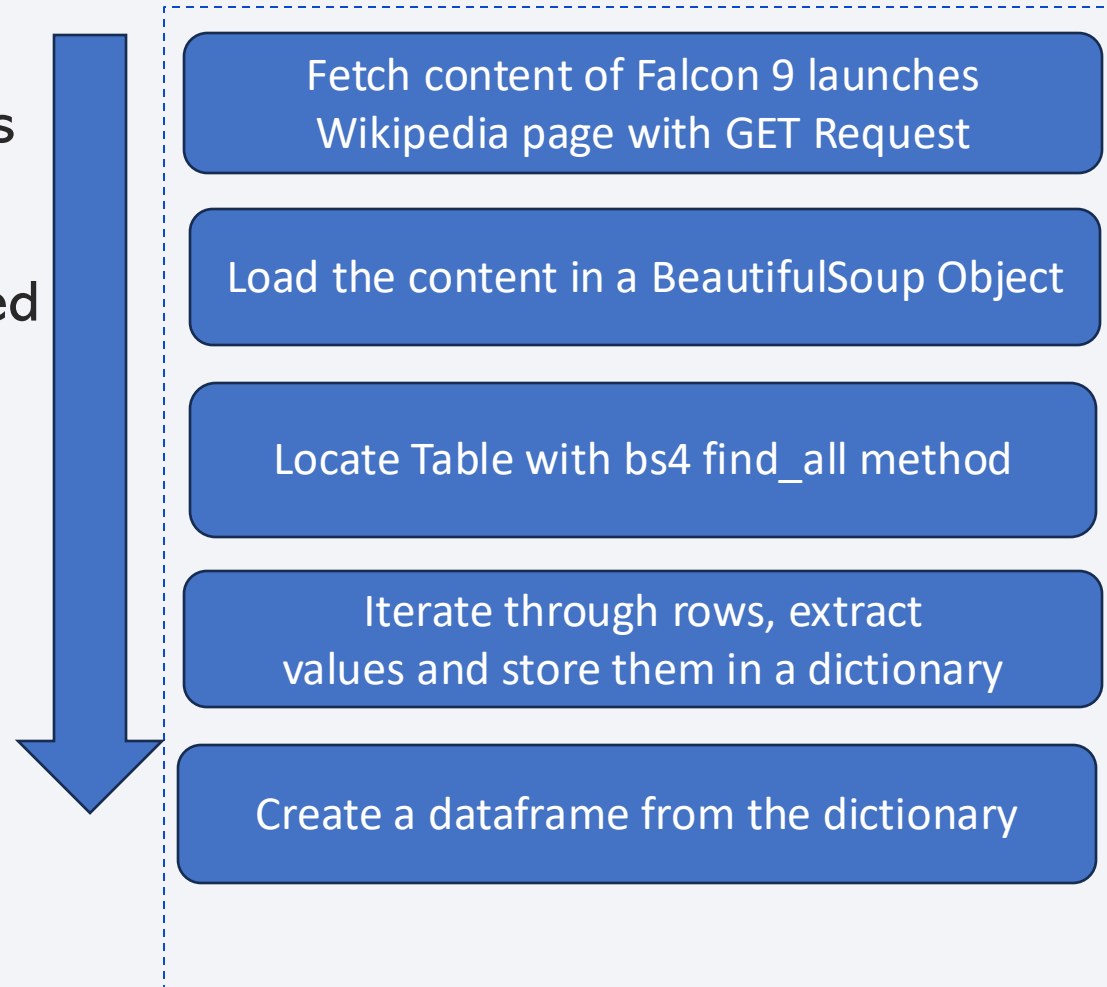 s
ed
Fetch content of Falcon 9 launches
Wikipedia page with GET Request
Load the content in a BeautifulSoup Object
Locate Table with bs4 find_all method
Iterate through rows, extract
values and store them in a dictionary
Create a dataframe from the dictionary